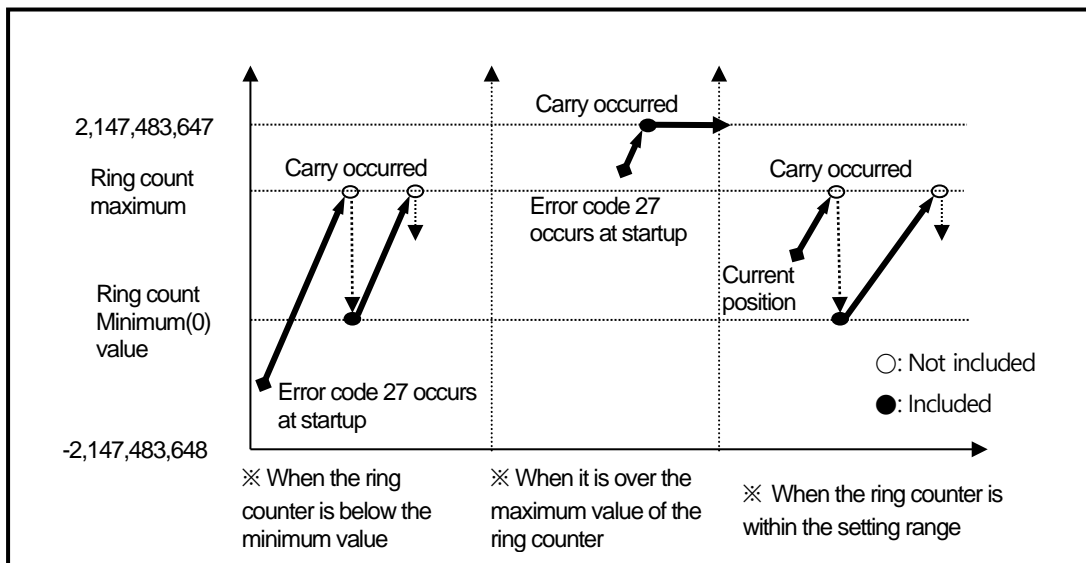 Carry occurred
2,147,483,647
Ring count
maximum
Carry occurred
Error code 27
occurs at startup
Carry occurred
Current
position
Ring count
Minimum(0)
value
Error code 27 occurs
at startup
○: Not included
●: Included
-2,147,483,648
※ When the ring
counter is below the
minimum value
※ When it is over the
maximum value of the
ring counter
※ When the ring counter is
within the setting range